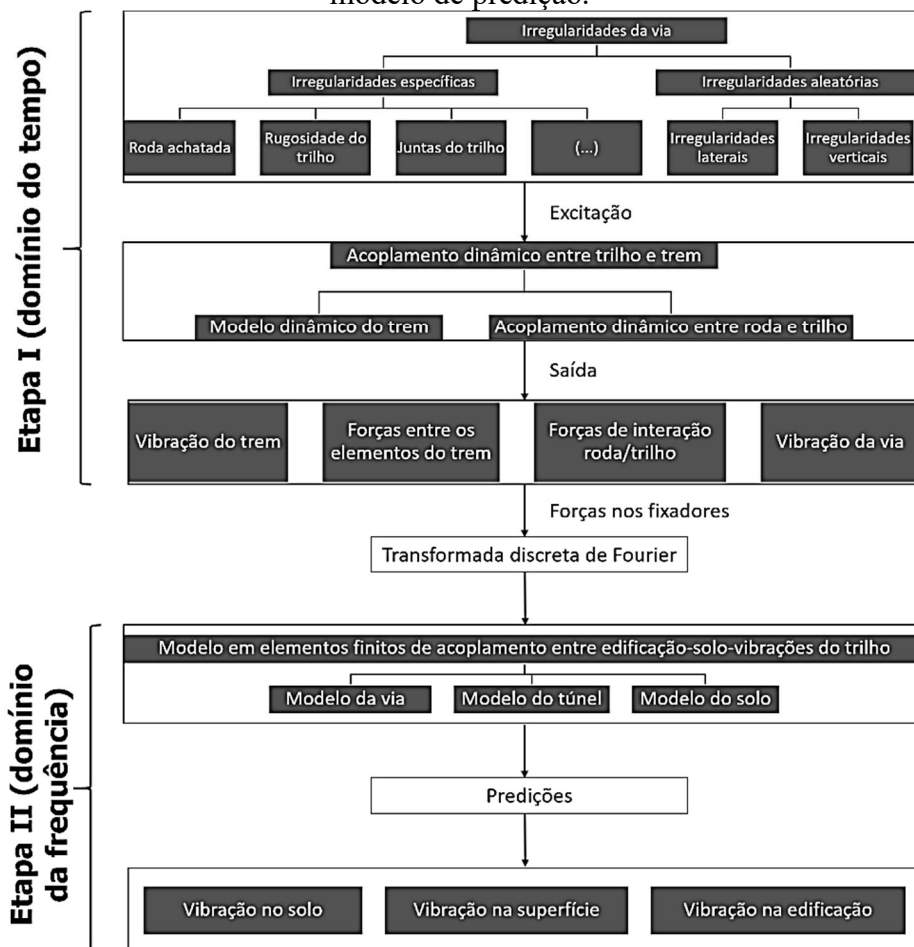 modelo de predição.
Irregularidades da via
Irregularidades específicas
Irregularidades aleatórias
Roda achatada
Rugosidade do
trilho
Juntas do trilho
(...)
Irregularidades
laterais
Irregularidades
verticais
Excitação
Acoplamento dinâmico entre trilho e trem
Modelo dinâmico do trem
Acoplamento dinâmico entre roda e trilho
Saída
Vibração do trem
Forças entre os
elementos do trem
Forças de interação
roda/trilho
Vibração da via
Etapa I (domínio do tempo)
Forças nos fixadores
Transformada discreta de Fourier
Modelo em elementos finitos de acoplamento entre edificação-solo-vibrações do trilho
Modelo da via
Modelo do túnel
Modelo do solo
Predições
Vibração no solo
Vibração na superfície
Vibração na edificação
Etapa II (domínio
da frequência)